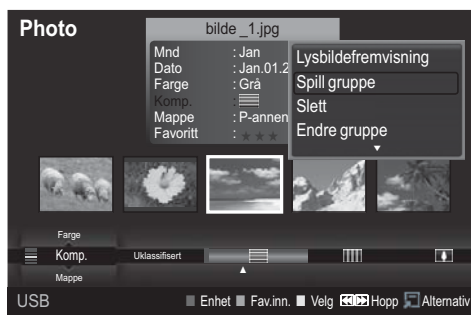 Photo
bilde _1.jpg
Mnd : Jan
Dato : Jan.01.2
Farge : Grå
Komp. :
Mappe : P-annen
Favoritt : ★ ★ ★
Lysbildefremvisning
Spill gruppe
Slett
Endre gruppe
Farge
Komp.
Uklassifisert
Mappe
USB
Enhet
Fav.inn.
Velg
Hopp
Alternativ